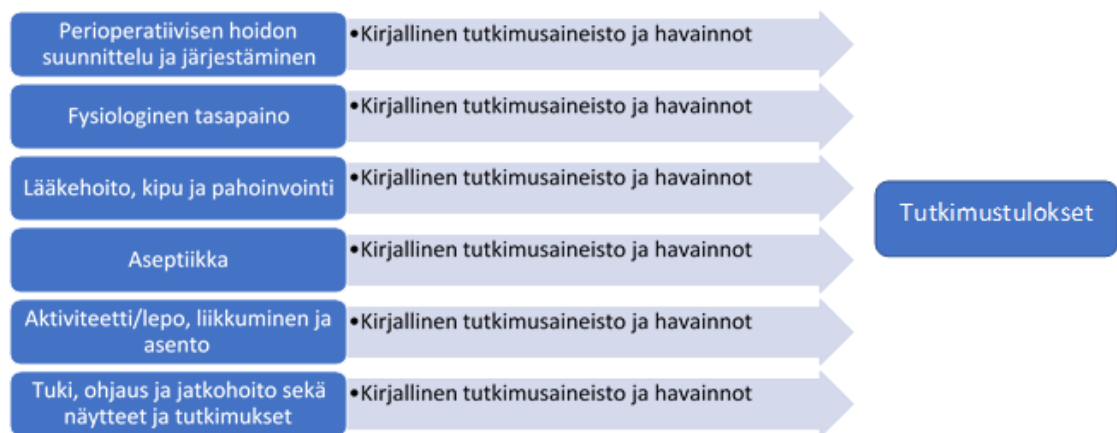 Perioperatiivisen hoidon
suunnittelu ja järjestäminen
•Kirjallinen tutkimusaineisto ja havainnot
Fysiologinen tasapaino
•Kirjallinen tutkimusaineisto ja havainnot
Lääkehoito, kipu ja pahoinvointi
•Kirjallinen tutkimusaineisto ja havainnot
Aseptiikka
•Kirjallinen tutkimusaineisto ja havainnot
Aktiviteetti/lepo, liikkuminen ja
asento
•Kirjallinen tutkimusaineisto ja havainnot
Tuki, ohjaus ja jatkohoito sekä
näytteet ja tutkimukset
•Kirjallinen tutkimusaineisto ja havainnot
Tutkimustulokset